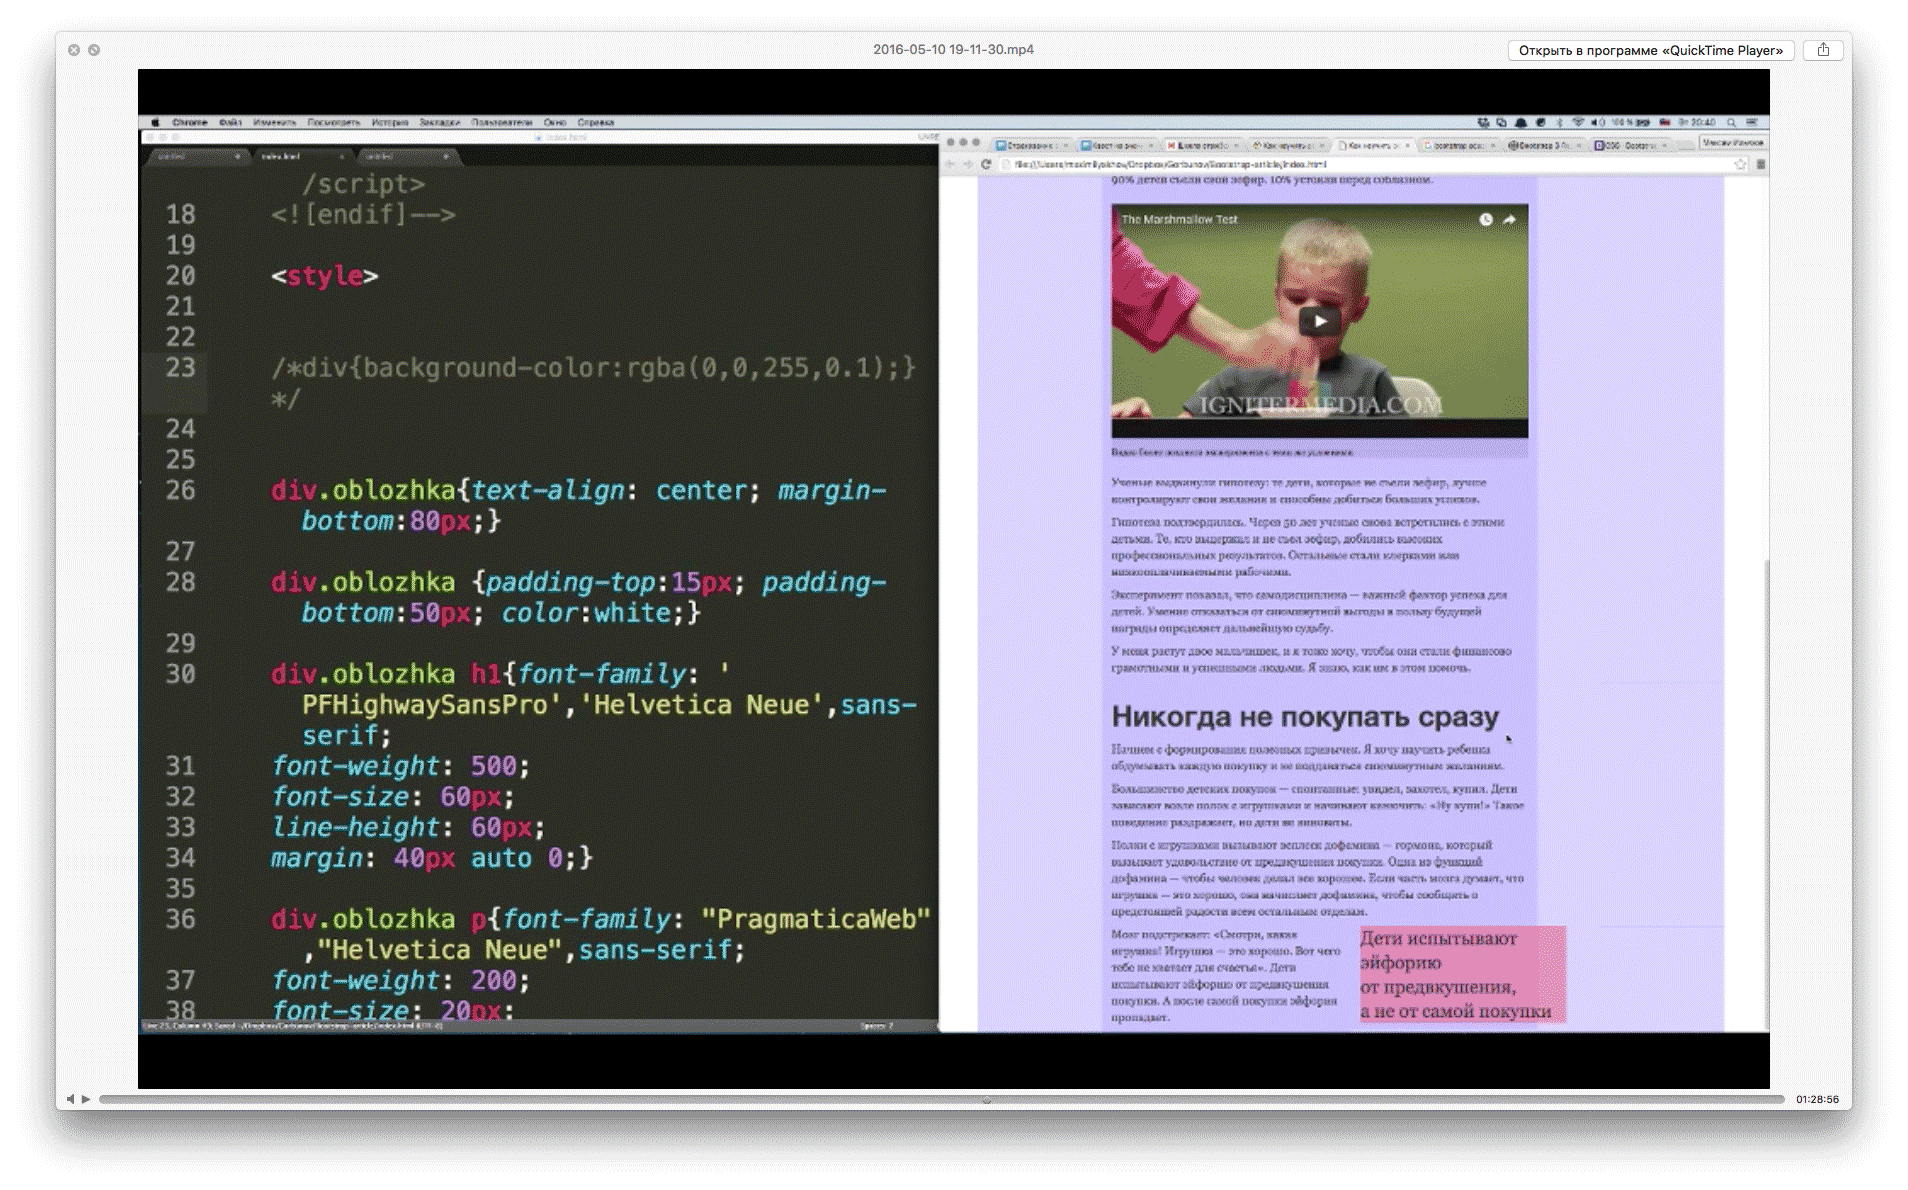 2016-05-10 19-11-30.mp4
Открыть в программе «QuickTime Player»
Chrome Файл Изменить Посмотреть История Закладки Пользователи Окно Справка
index.html
/script>
18 <![endif]-->
19
20 <style>
21
22
23 /*div{background-color:rgba(0,0,255,0.1);}
*/
24
25
26 div.oblozhka{text-align: center; margin-
bottom:80px;}
27
28 div.oblozhka {padding-top:15px; padding-
bottom:50px; color:white;}
29
30 div.oblozhka h1{font-family: '
PFHighwaySansPro','Helvetica Neue',sans-
serif;
31 font-weight: 500;
32 font-size: 60px;
33 line-height: 60px;
34 margin: 40px auto 0;}
35
36 div.oblozhka p{font-family: "PragmaticaWeb"
,"Helvetica Neue",sans-serif;
37 font-weight: 200;
38 font-size: 20px;
90% детей съели свой зефир. 10% устояли перед соблазном.
The Marshmallow Test
IGNITERMEDIA.COM
Ученые выдвинули гипотезу: те дети, которые не съели зефир, лучше
контролируют свои желания и способны добиться больших успехов.
Гипотеза подтвердилась. Через 50 лет ученые снова встретились с этими
детьми. Те, кто выдержал и не съел зефир, добились высоких
профессиональных результатов. Остальные стали клерками или
низкооплачиваемыми рабочими.
Эксперимент показал, что самодисциплина — важный фактор успеха для
детей. Умение отказаться от сиюминутной выгоды в пользу будущей
награды определяет дальнейшую судьбу.
У меня растут двое мальчишек, и я тоже хочу, чтобы они стали финансово
грамотными и успешными людьми. Я знаю, как им в этом помочь.
Никогда не покупать сразу
Начнем с формирования полезных привычек. Я хочу научить ребенка
обдумывать каждую покупку и не поддаваться сиюминутным желаниям.
Большинство детских покупок — спонтанные: увидел, захотел, купил. Дети
зависают возле полок с игрушками и начинают канючить: «Ну купи!» Такое
поведение раздражает, но дети не виноваты.
Полки с игрушками вызывают всплеск дофамина — гормона, который
вызывает удовольствие от предвкушения покупки. Одна из функций
дофамина — чтобы человек делал все хорошее. Если часть мозга думает, что
игрушка — это хорошо, она начисляет дофамина, чтобы сообщить о
предстоящей радости всем остальным отделам.
Мозг подстрекает: «Смотри, какая
игрушка! Игрушка — это хорошо. Вот чего
тебе не хватает для счастья». Дети
испытывают эйфорию от предвкушения
покупки. А после самой покупки эйфория
пропадает.
Дети испытывают
эйфорию
от предвкушения,
а не от самой покупки
01:28:56